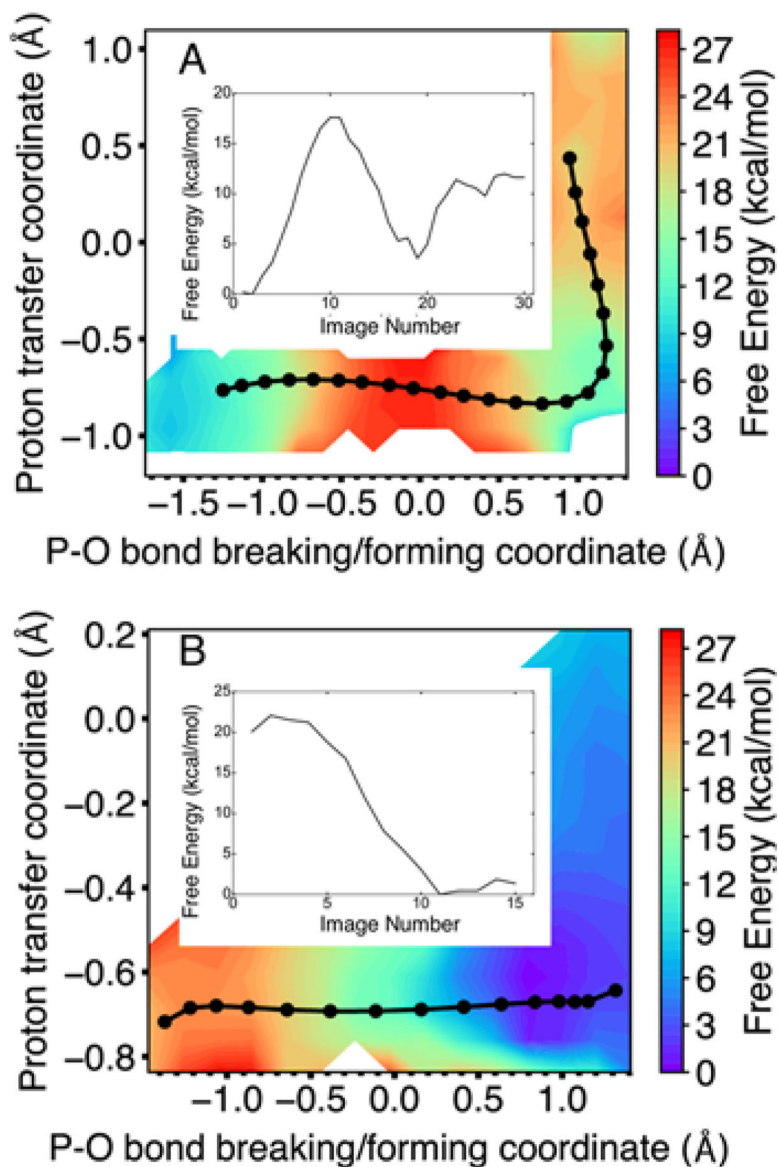 A
Proton transfer coordinate (Å)
1.0
0.5
0.0
−0.5
−1.0
Free Energy (kcal/mol)
20
15
10
5
0
0 10 20 30
Image Number
−1.5 −1.0 −0.5 0.0 0.5 1.0
P-O bond breaking/forming coordinate (Å)
27
24
21
18
15
12
9
6
3
0
Free Energy (kcal/mol)
B
Proton transfer coordinate (Å)
0.2
0.0
−0.2
−0.4
−0.6
−0.8
Free Energy (kcal/mol)
25
20
15
10
5
0
0 5 10 15
Image Number
−1.0 −0.5 0.0 0.5 1.0
P-O bond breaking/forming coordinate (Å)
27
24
21
18
15
12
9
6
3
0
Free Energy (kcal/mol)